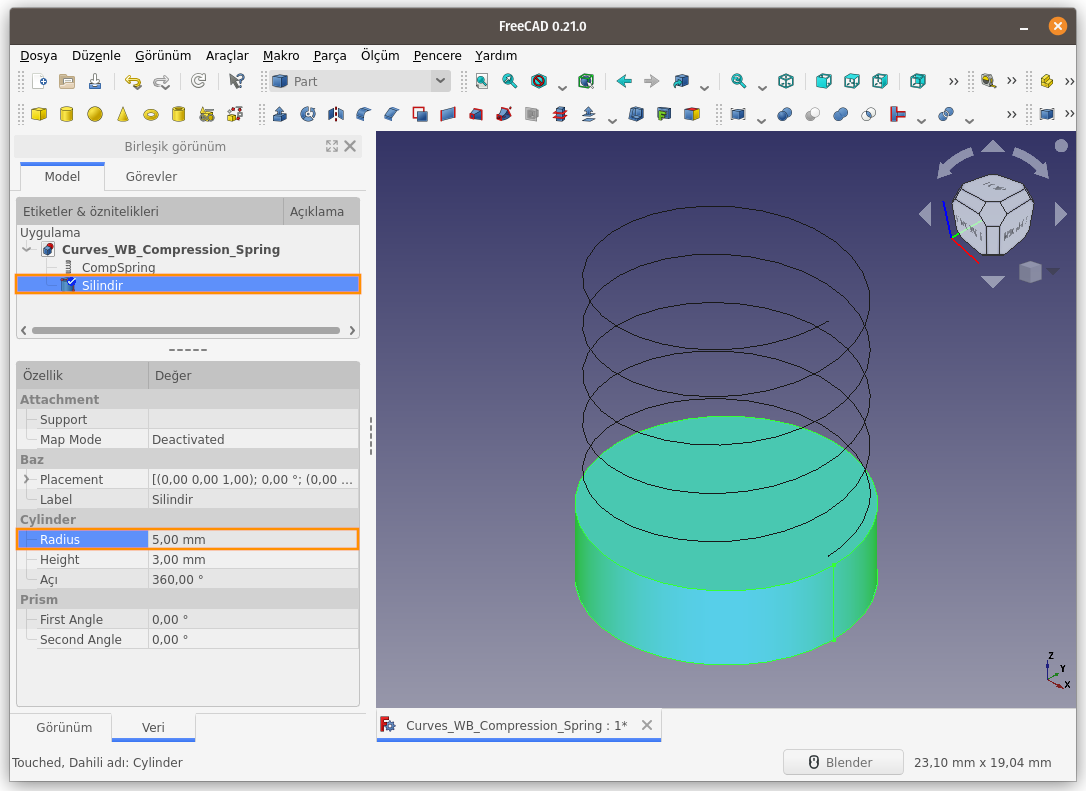 FreeCAD 0.21.0
Dosya Düzenle Görünüm Araçlar Makro Parça Ölçüm Pencere Yardım
Part
Birleşik görünüm
Model Görevler
Etiketler & öznitelikleri Açıklama
Uygulama
Curves_WB_Compression_Spring
CompSpring
Silindir
Özellik Değer
Attachment
Support
Map Mode Deactivated
Baz
Placement [(0,00 0,00 1,00); 0,00 °; (0,00 ...
Label Silindir
Cylinder
Radius 5,00 mm
Height 3,00 mm
Açı 360,00 °
Prism
First Angle 0,00 °
Second Angle 0,00 °
Görünüm Veri
Z
Y
X
Curves_WB_Compression_Spring : 1*
Touched, Dahili adı: Cylinder
Blender 23,10 mm x 19,04 mm